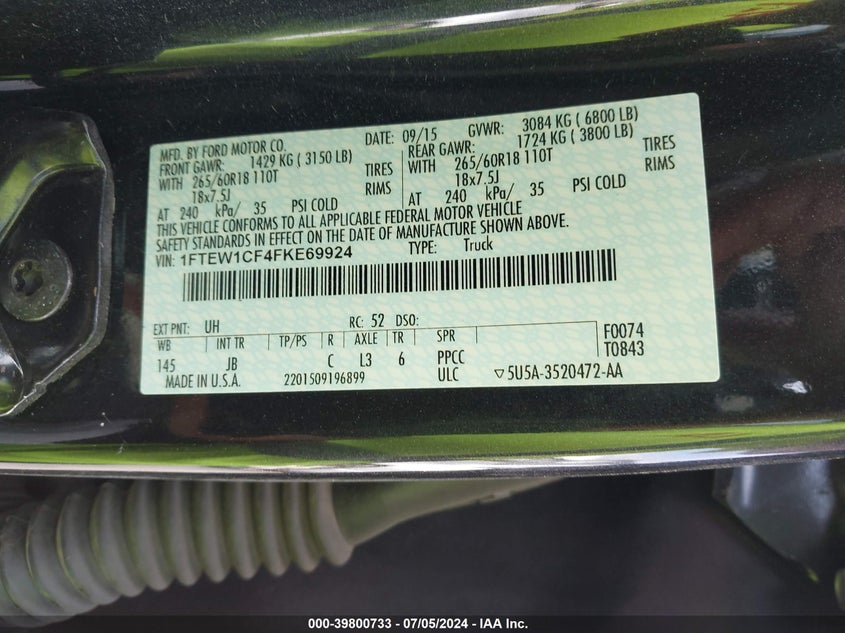 MFD. BY FORD MOTOR CO.
DATE: 09/15 GVWR: 3084 KG ( 6800 LB)
FRONT GAWR: 1429 KG ( 3150 LB)
REAR GAWR: 1724 KG ( 3800 LB)
WITH 265/60R18 110T TIRES
WITH 265/60R18 110T TIRES
18x7.5J RIMS
18x7.5J RIMS
AT 240 kPa/ 35 PSI COLD
AT 240 kPa/ 35 PSI COLD
THIS VEHICLE CONFORMS TO ALL APPLICABLE FEDERAL MOTOR VEHICLE
SAFETY STANDARDS IN EFFECT ON THE DATE OF MANUFACTURE SHOWN ABOVE.
VIN: 1FTEW1CF4FKE69924 TYPE: Truck
EXT PNT: UH RC: 52 DSO:
WB INT TR TP/PS R AXLE TR SPR F0074
145 JB C L3 6 PPCC T0843
MADE IN U.S.A. 2201509196899 ULC ▽5U5A-3520472-AA
000-39800733 / 07/05/2024 - IAA Inc.